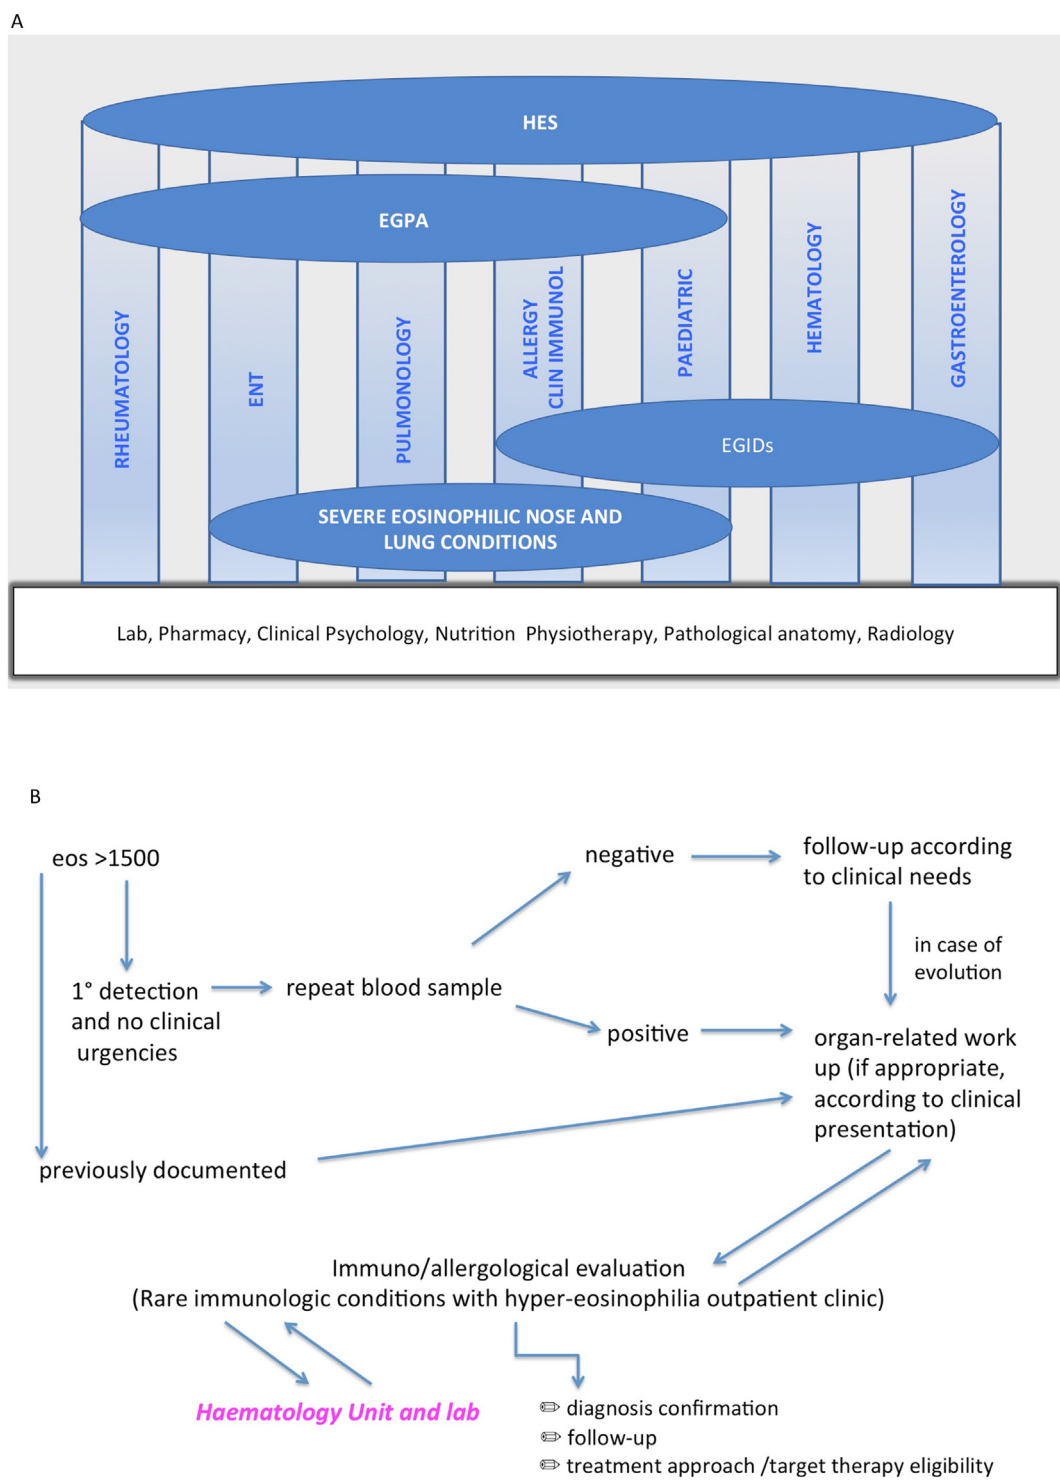 A
HES
EGPA
RHEUMATOLOGY
ENT
PULMONOLOGY
ALLERGY
CLIN IMMUNOL
PAEDIATRIC
HEMATOLOGY
GASTROENTEROLOGY
EGIDs
SEVERE EOSINOPHILIC NOSE AND
LUNG CONDITIONS
Lab, Pharmacy, Clinical Psychology, Nutrition  Physiotherapy, Pathological anatomy, Radiology
B
eos >1500
negative
follow-up according
to clinical needs
in case of
evolution
1° detection
and no clinical
urgencies
repeat blood sample
positive
organ-related work
up (if appropriate,
according to clinical
presentation)
previously documented
Immuno/allergological evaluation
(Rare immunologic conditions with hyper-eosinophilia outpatient clinic)
Haematology Unit and lab
✏ diagnosis confirmation
✏ follow-up
✏ treatment approach /target therapy eligibility